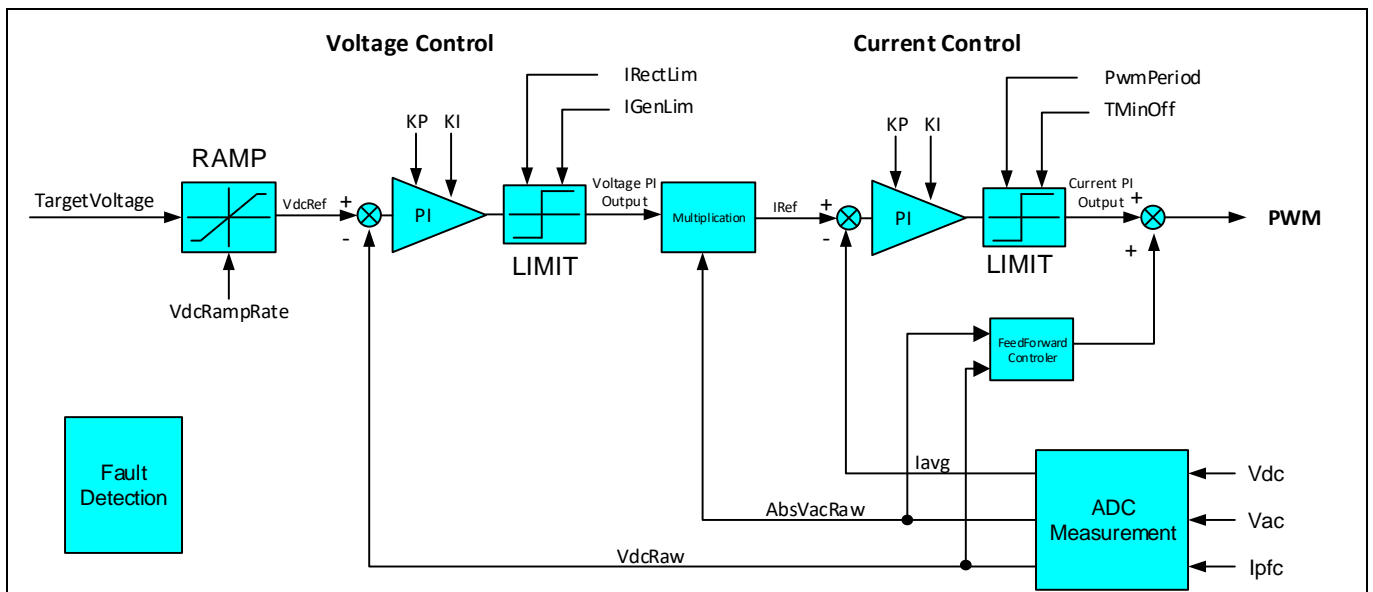 Voltage Control
Current Control
IRectLim
IGenLim
PwmPeriod
TMinOff
KP KI
KP KI
RAMP
TargetVoltage
VdcRef
+
-
PI
Voltage PI
Output
LIMIT
Multiplication
IRef
+
-
PI
Current PI
Output
LIMIT
+
+
PWM
VdcRampRate
FeedForward
Controler
Fault
Detection
Iavg
AbsVacRaw
VdcRaw
ADC
Measurement
Vdc
Vac
Ipfc